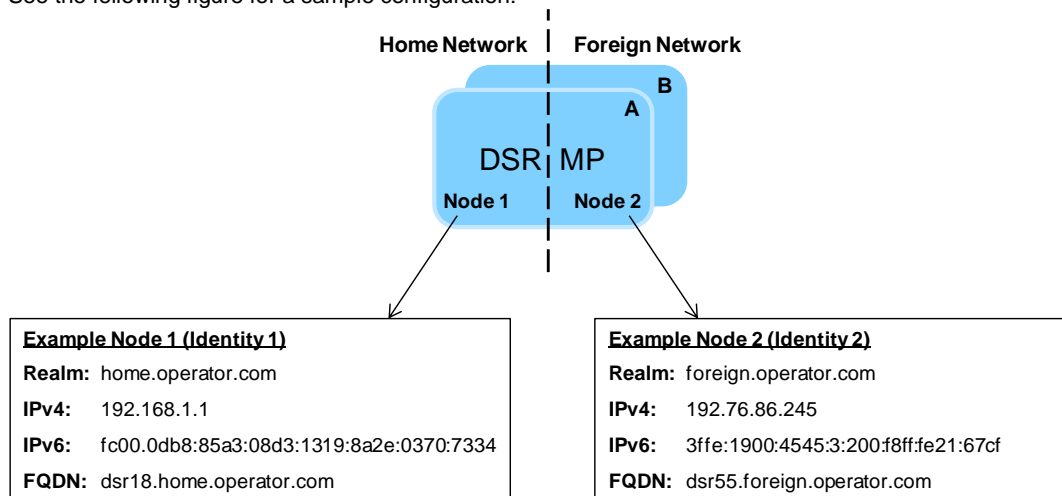 See the following figure for a sample configuration.
Home Network Foreign Network
B
A
DSR MP
Node 1 Node 2
Example Node 1 (Identity 1)
Realm: home.operator.com
IPv4: 192.168.1.1
IPv6: fc00.0db8:85a3:08d3:1319:8a2e:0370:7334
FQDN: dsr18.home.operator.com
Example Node 2 (Identity 2)
Realm: foreign.operator.com
IPv4: 192.76.86.245
IPv6: 3ffe:1900:4545:3:200:f8ff:fe21:67cf
FQDN: dsr55.foreign.operator.com